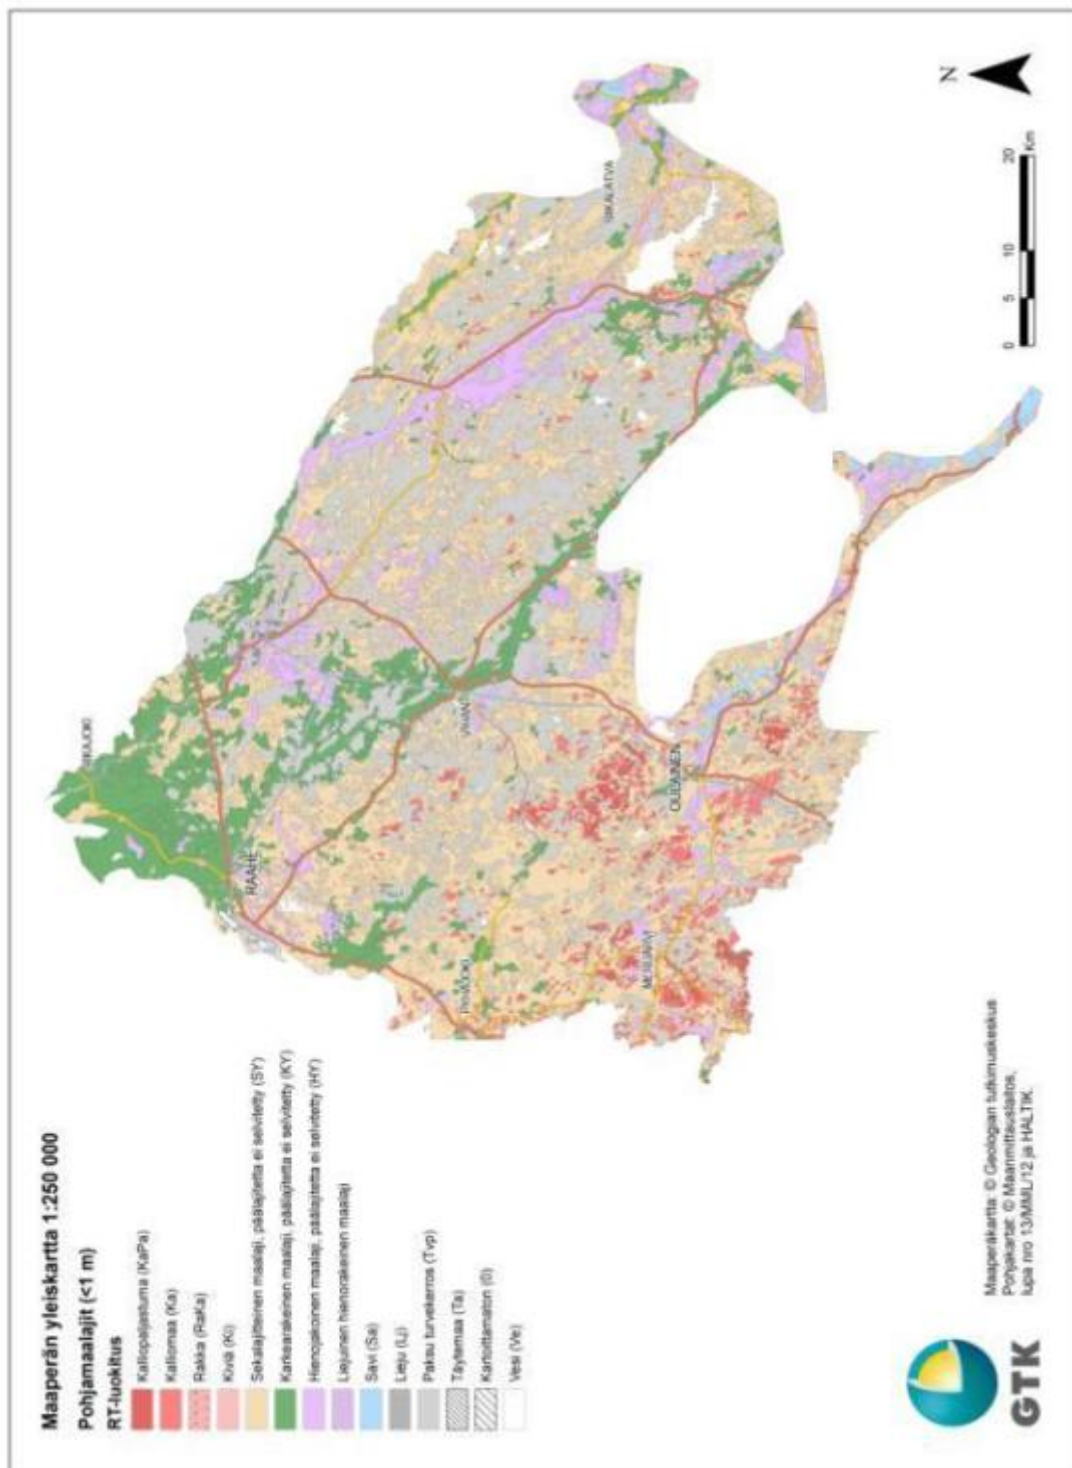 Maaperän yleiskartta 1:250 000
Pohjamaalajit (<1 m)
RT-luokitus
Kalliopaljastuma (KaPa)
Kalliomaa (Ka)
Rakka (RaKa)
Kiviä (Ki)
Sekalajitteinen maalaji, päälajitetta ei selvitetty (SY)
Karkearakeinen maalaji, päälajitetta ei selvitetty (KY)
Hienojakoinen maalaji, päälajitetta ei selvitetty (HY)
Liejuinen hienorakeinen maalaji
Savi (Sa)
Lieju (Lj)
Paksu turvekerros (Tvp)
Täytemaa (Ta)
Kartoittamaton (0)
Vesi (Ve)
SIIKAJOKI
RAAHE
VIHANTI
PYHÄJOKI
OULAINEN
MERIJÄRVI
SIIKALATVA
N
0 5 10 20
Km
GTK
Maaperäkartta: © Geologian tutkimuskeskus
Pohjakartat: © Maanmittauslaitos,
lupa nro 13/MML/12 ja HALTIK.